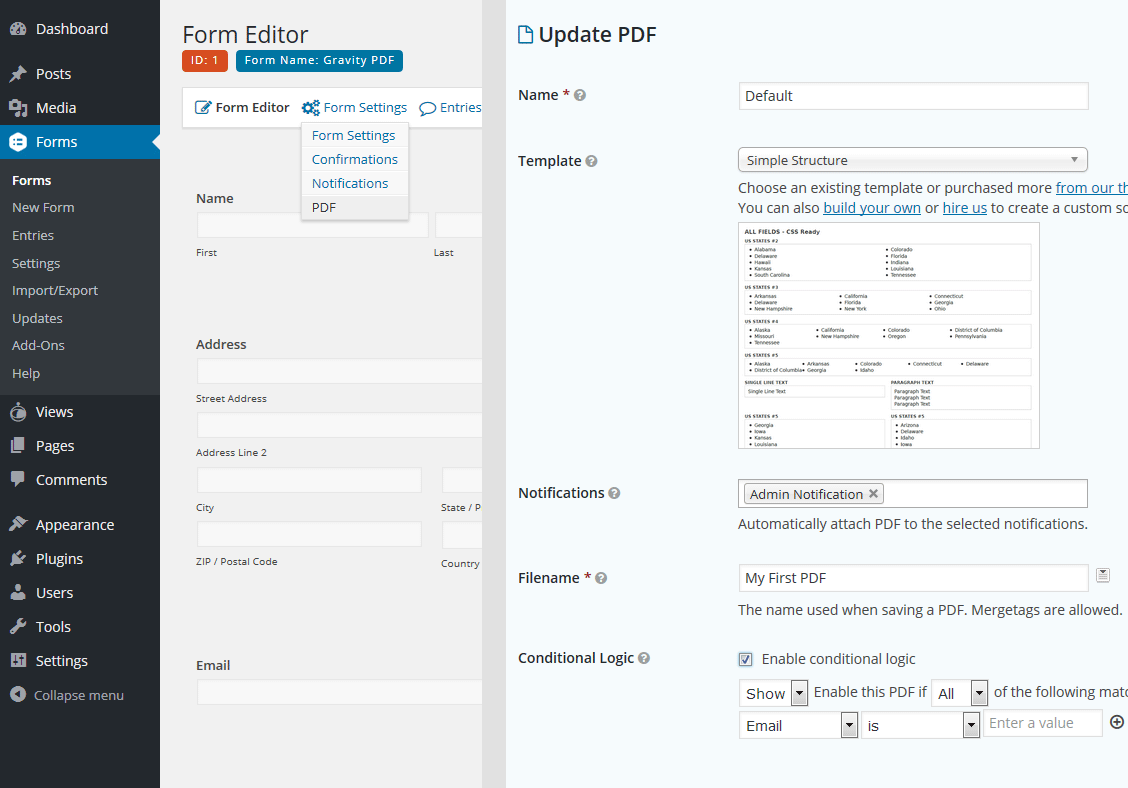 Dashboard
Posts
Media
Forms
Forms
New Form
Entries
Settings
Import/Export
Updates
Add-Ons
Help
Views
Pages
Comments
Appearance
Plugins
Users
Tools
Settings
Collapse menu
Form Editor
ID: 1 Form Name: Gravity PDF
Form Editor Form Settings Entries
Form Settings
Confirmations
Notifications
PDF
Name
First Last
Address
Street Address
Address Line 2
City State / P
ZIP / Postal Code Country
Email
Update PDF
Name * Default
Template Simple Structure
Choose an existing template or purchased more from our th
You can also build your own or hire us to create a custom so
ALL FIELDS - CSS Ready
US STATES #2
Alabama Colorado
Delaware Florida
Hawaii Indiana
Kansas Louisiana
South Carolina Tennessee
US STATES #3
Arkansas California Connecticut
Delaware Florida Georgia
New Hampshire New York Ohio
US STATES #4
Alaska California Colorado District of Columbia
Missouri New Hampshire Oregon Pennsylvania
Tennessee
US STATES #5
Alaska Arkansas Colorado Connecticut Delaware
District of Columbia Georgia Idaho
SINGLE LINE TEXT PARAGRAPH TEXT
Single Line Text Paragraph Text
Paragraph Text
Paragraph Text
US STATES #5 US STATES #5
Georgia Arizona
Iowa Delaware
Kansas Idaho
Louisiana Iowa
Notifications Admin Notification ×
Automatically attach PDF to the selected notifications.
Filename * My First PDF
The name used when saving a PDF. Mergetags are allowed.
Conditional Logic Enable conditional logic
Show Enable this PDF if All of the following matc
Email is Enter a value